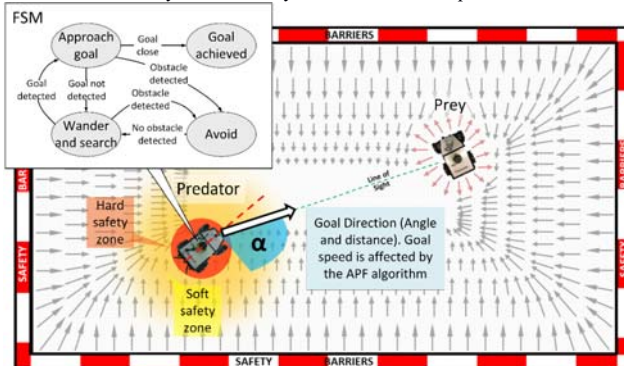 FSM
Approach
goal
Goal
close
Goal
achieved
Obstacle
detected
Goal
detected
Goal not
detected
Obstacle
detected
Wander
and search
No obstacle
detected
Avoid
BARRIERS
Prey
Line of
Sight
Predator
Hard
safety
zone
α
Goal Direction (Angle
and distance). Goal
speed is affected by
the APF algorithm
Soft
safety
zone
SAFETY
SAFETY
SAFETY BARRIERS